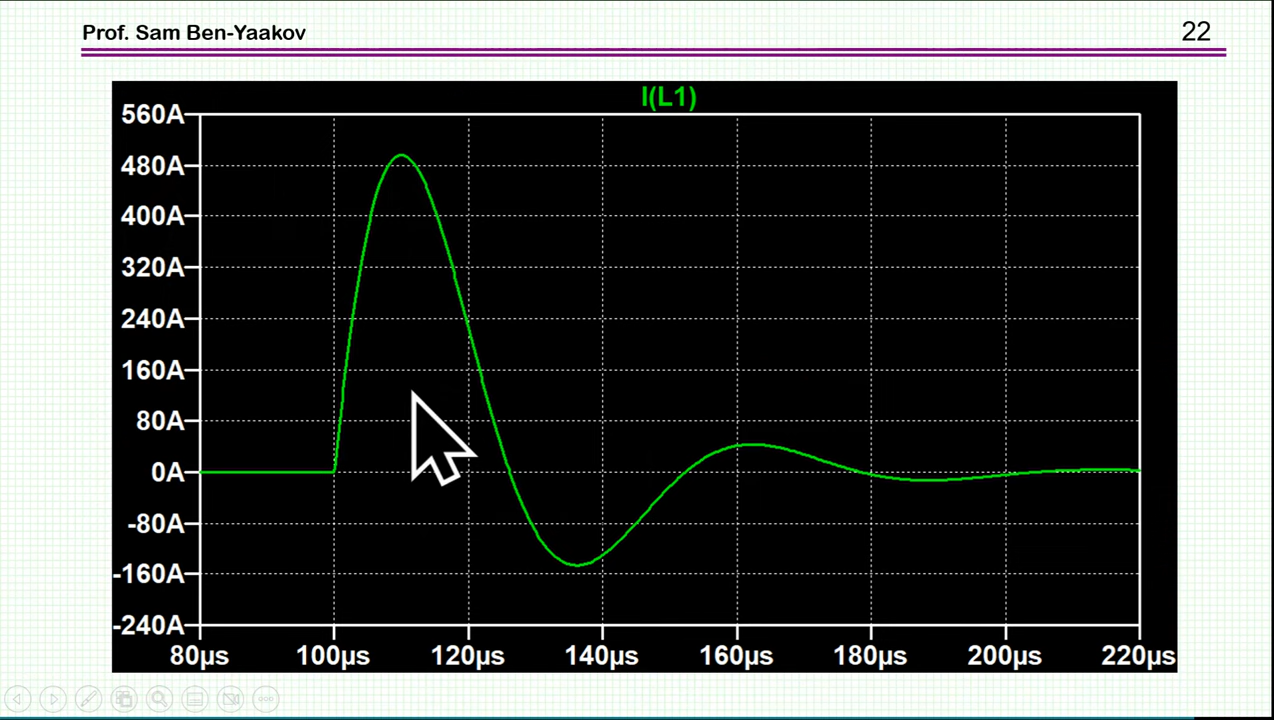 Prof. Sam Ben-Yaakov
22
I(L1)
560A
480A
400A
320A
240A
160A
80A
0A
-80A
-160A
-240A
80µs 100µs 120µs 140µs 160µs 180µs 200µs 220µs